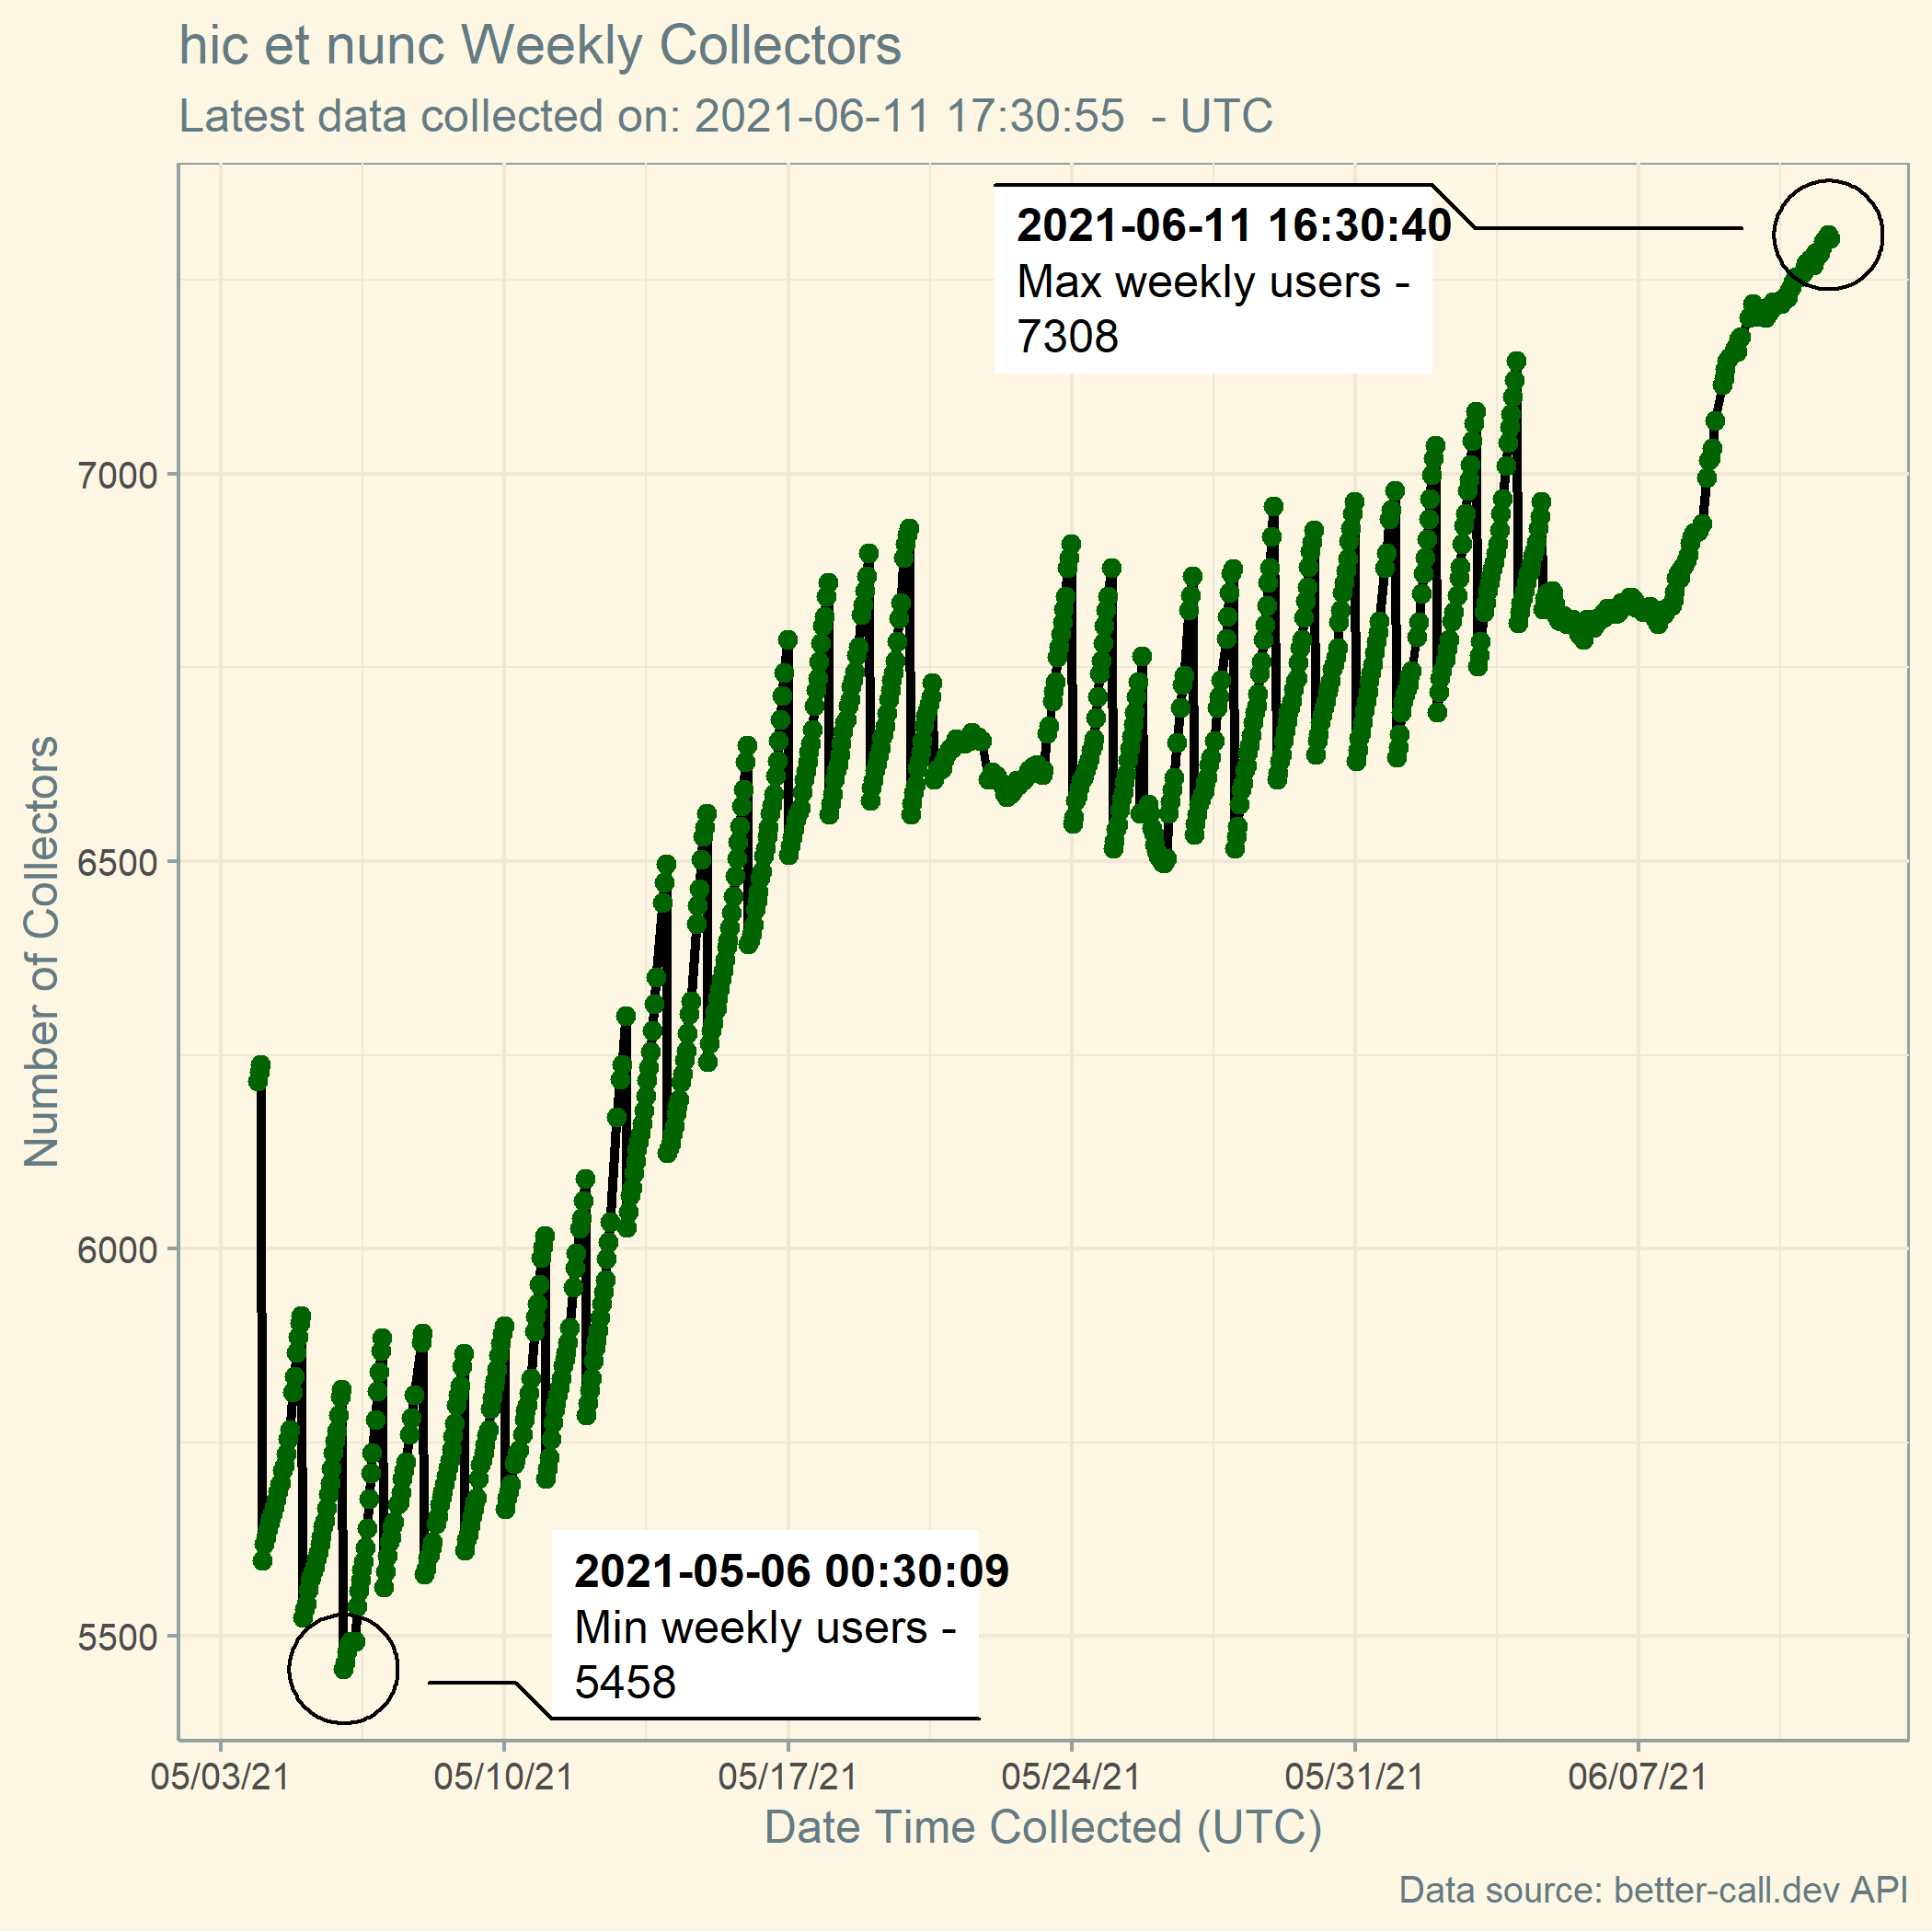 hic et nunc Weekly Collectors
Latest data collected on: 2021-06-11 17:30:55  - UTC
2021-06-11 16:30:40
Max weekly users -
7308
7000
6500
6000
5500
Number of Collectors
2021-05-06 00:30:09
Min weekly users -
5458
05/03/21 05/10/21 05/17/21 05/24/21 05/31/21 06/07/21
Date Time Collected (UTC)
Data source: better-call.dev API